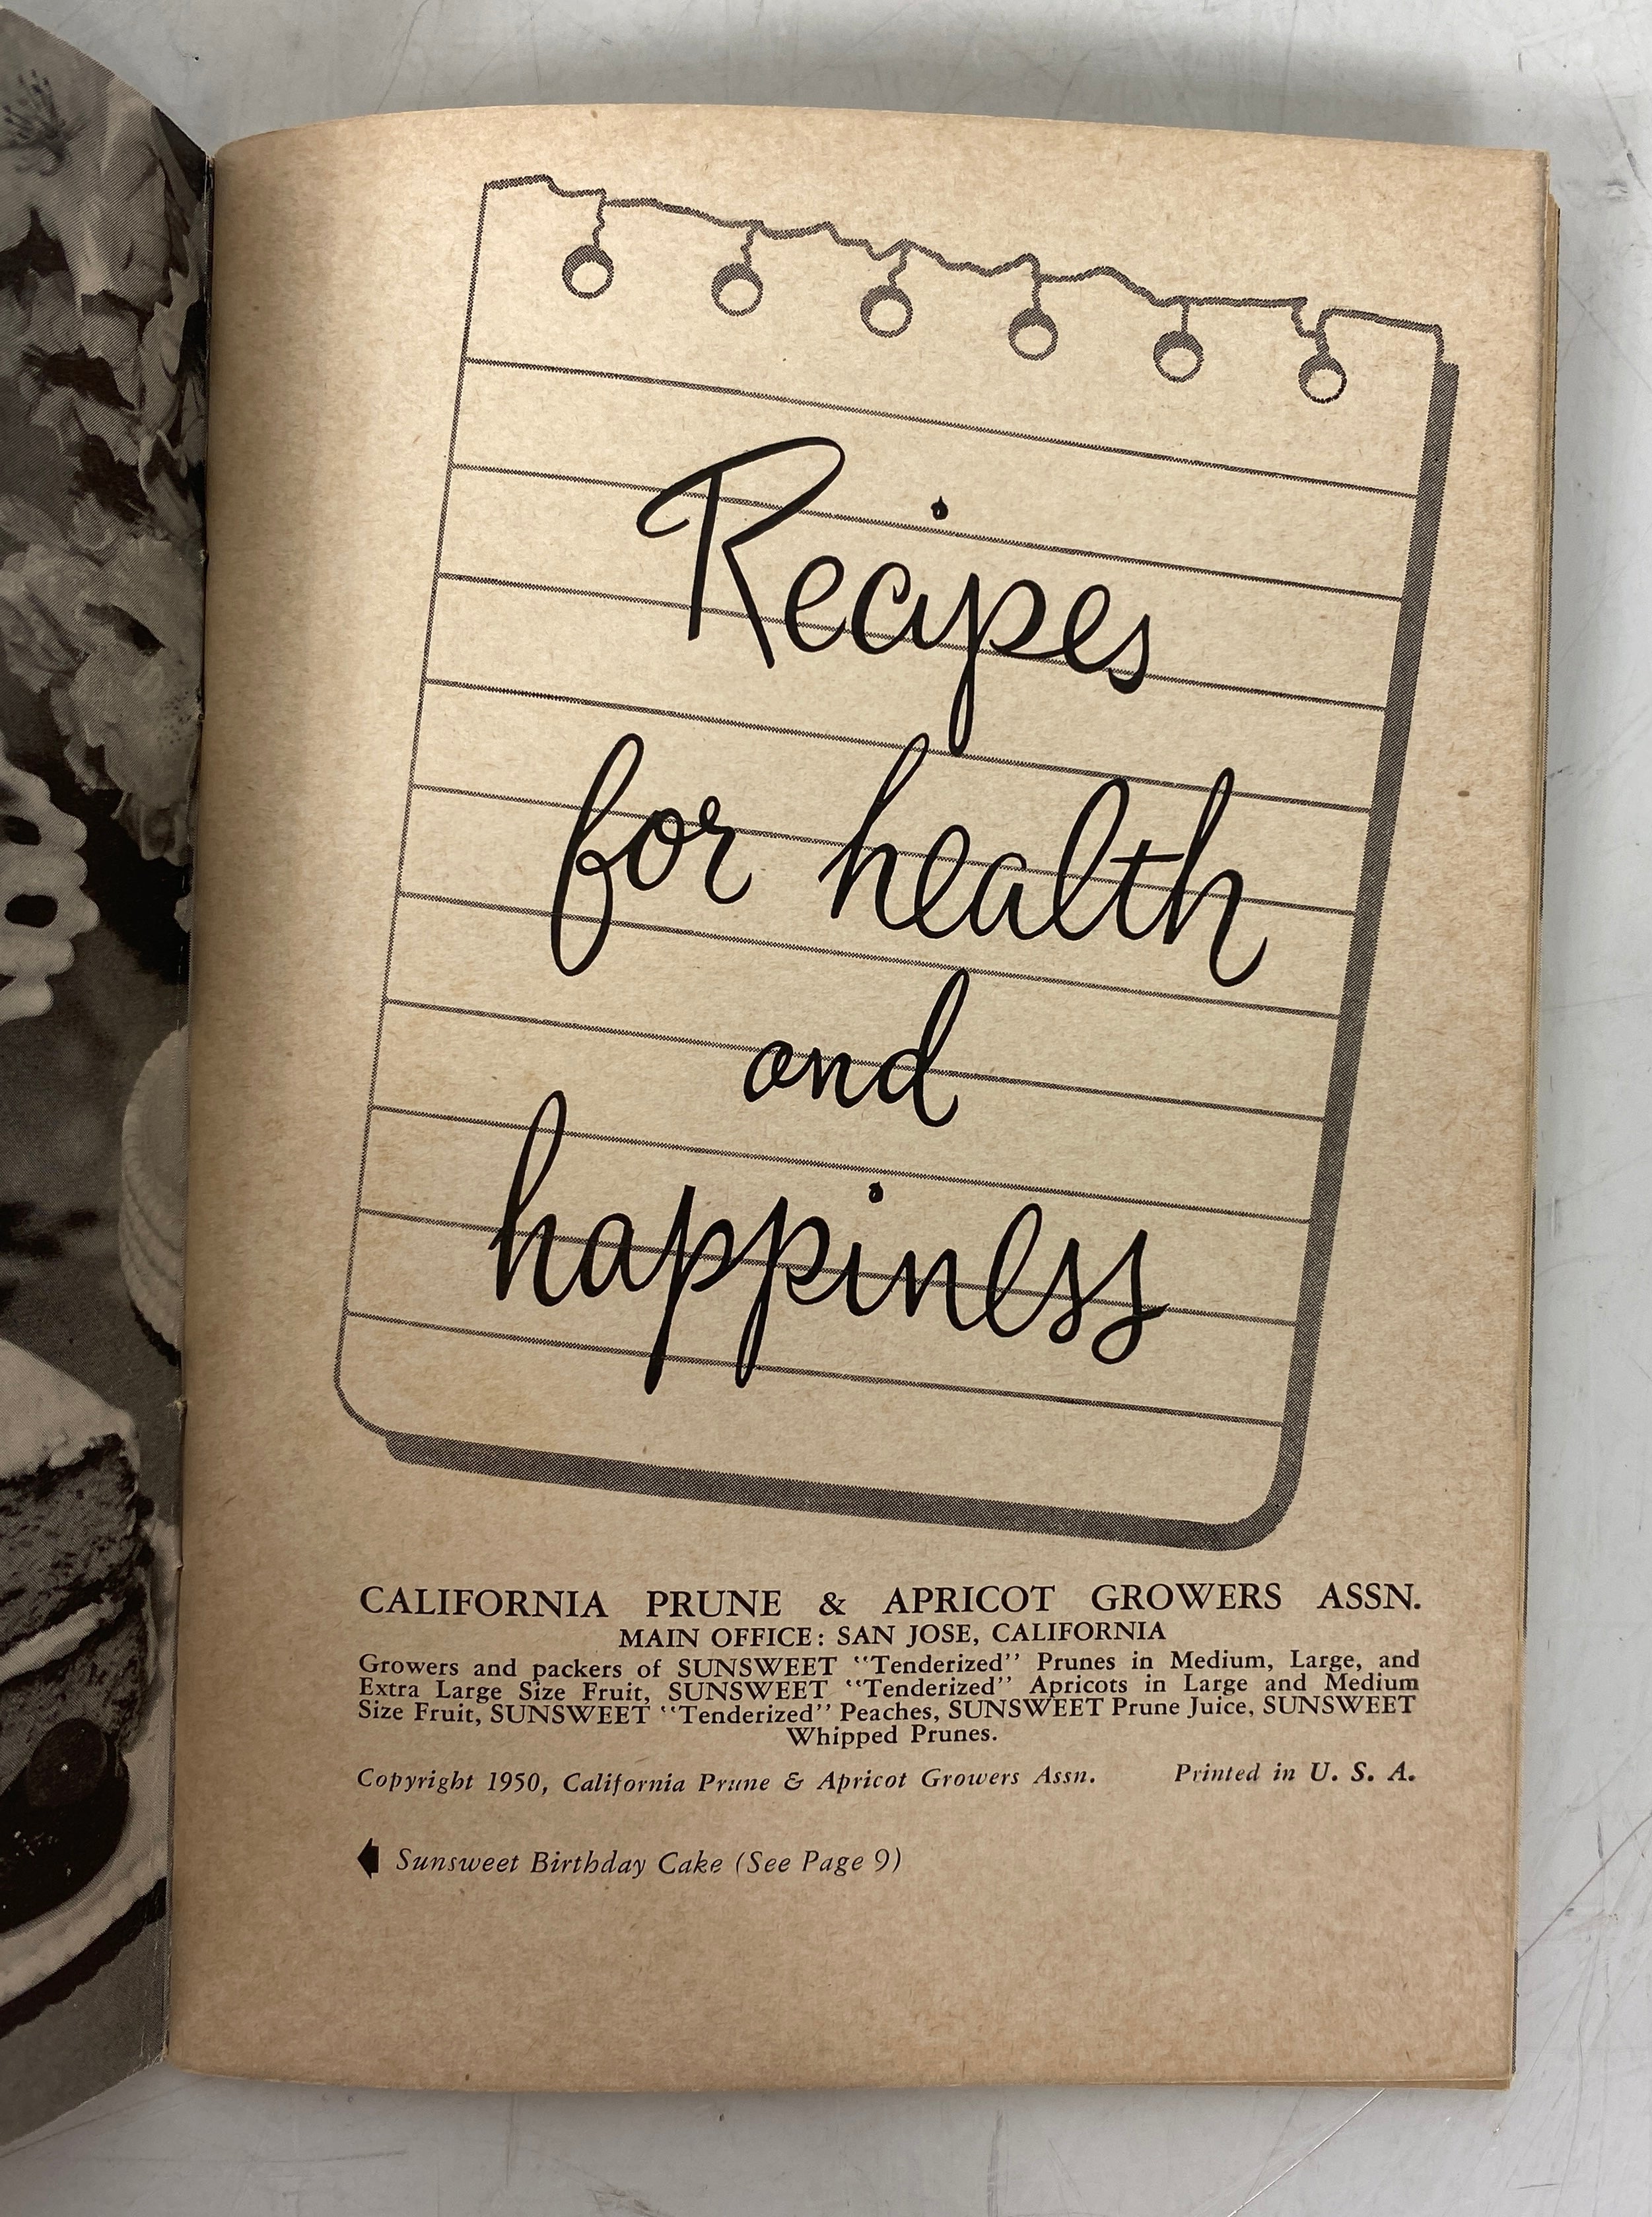 Recipes
for health
and
happiness
CALIFORNIA PRUNE & APRICOT GROWERS ASSN.
MAIN OFFICE: SAN JOSE, CALIFORNIA
Growers and packers of SUNSWEET "Tenderized" Prunes in Medium, Large, and
Extra Large Size Fruit, SUNSWEET "Tenderized" Apricots in Large and Medium
Size Fruit, SUNSWEET "Tenderized" Peaches, SUNSWEET Prune Juice, SUNSWEET
Whipped Prunes.
Copyright 1950, California Prune & Apricot Growers Assn. Printed in U. S. A.
Sunsweet Birthday Cake (See Page 9)